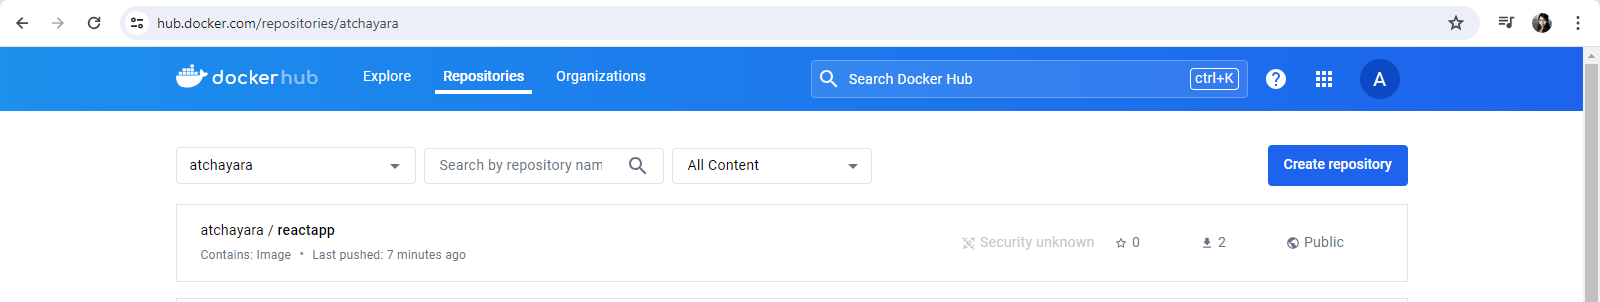 hub.docker.com/repositories/atchayara
dockerhub Explore Repositories Organizations Search Docker Hub ctrl+K A
atchayara Search by repository nam All Content Create repository
atchayara / reactapp
Security unknown 0 2 Public
Contains: Image • Last pushed: 7 minutes ago